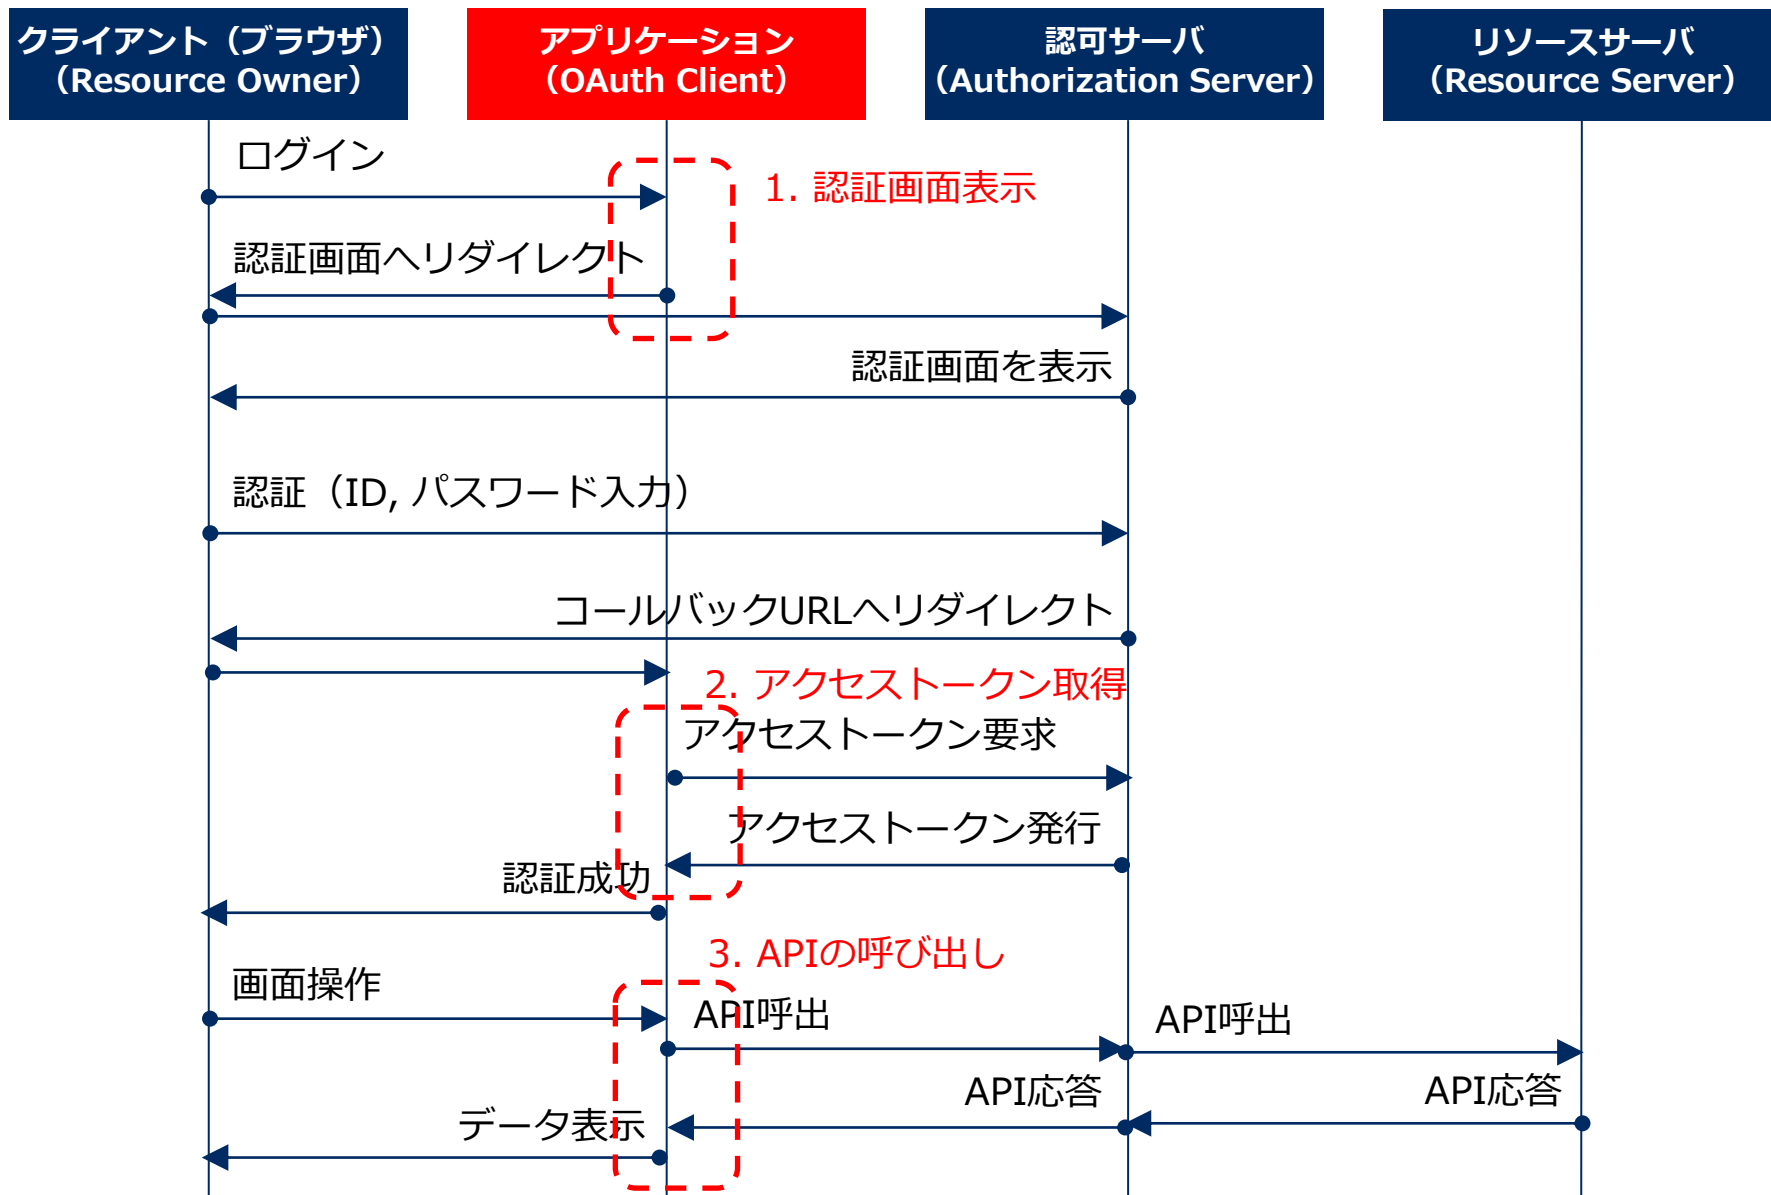 クライアント（ブラウザ）
（Resource Owner）
アプリケーション
（OAuth Client）
認可サーバ
（Authorization Server）
リソースサーバ
（Resource Server）
ログイン
1. 認証画面表示
認証画面へリダイレクト
認証画面を表示
認証（ID, パスワード入力）
コールバックURLへリダイレクト
2. アクセストークン取得
アクセストークン要求
アクセストークン発行
認証成功
3. APIの呼び出し
画面操作
API呼出
API呼出
API応答
API応答
データ表示